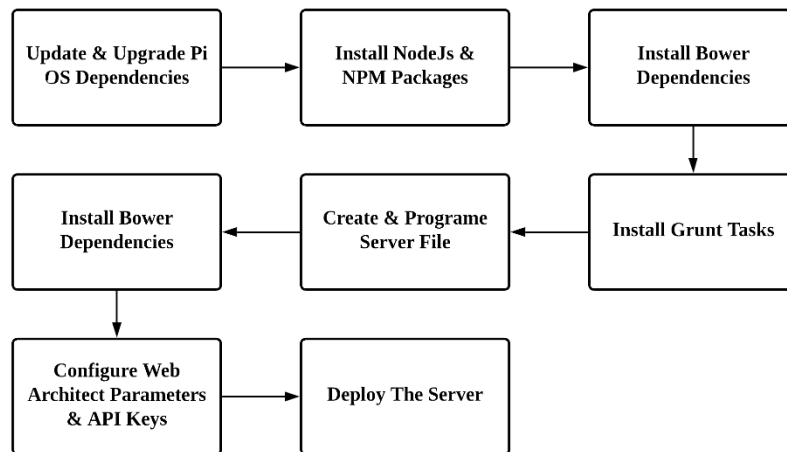 Update & Upgrade Pi
OS Dependencies
Install NodeJs &
NPM Packages
Install Bower
Dependencies
Install Grunt Tasks
Create & Programe
Server File
Install Bower
Dependencies
Configure Web
Architect Parameters
& API Keys
Deploy The Server